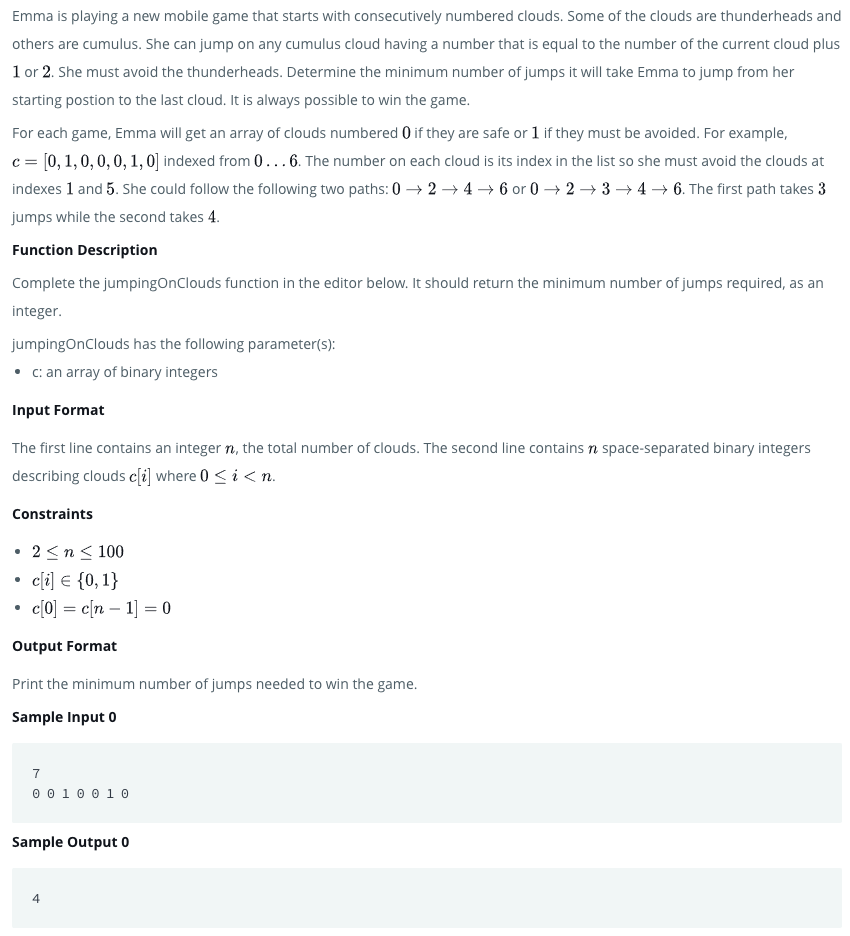 Emma is playing a new mobile game that starts with consecutively numbered clouds. Some of the clouds are thunderheads and
others are cumulus. She can jump on any cumulus cloud having a number that is equal to the number of the current cloud plus
1 or 2. She must avoid the thunderheads. Determine the minimum number of jumps it will take Emma to jump from her
starting postion to the last cloud. It is always possible to win the game.
For each game, Emma will get an array of clouds numbered 0 if they are safe or 1 if they must be avoided. For example,
c = [0, 1, 0, 0, 0, 1, 0] indexed from 0 . . . 6. The number on each cloud is its index in the list so she must avoid the clouds at
indexes 1 and 5. She could follow the following two paths: 0 → 2 → 4 → 6 or 0 → 2 → 3 → 4 → 6. The first path takes 3
jumps while the second takes 4.
Function Description
Complete the jumpingOnClouds function in the editor below. It should return the minimum number of jumps required, as an
integer.
jumpingOnClouds has the following parameter(s):
• c: an array of binary integers
Input Format
The first line contains an integer n, the total number of clouds. The second line contains n space-separated binary integers
describing clouds c[i] where 0 ≤ i < n.
Constraints
• 2 ≤ n ≤ 100
• c[i] ∈ {0, 1}
• c[0] = c[n − 1] = 0
Output Format
Print the minimum number of jumps needed to win the game.
Sample Input 0
7
0 0 1 0 0 1 0
Sample Output 0
4